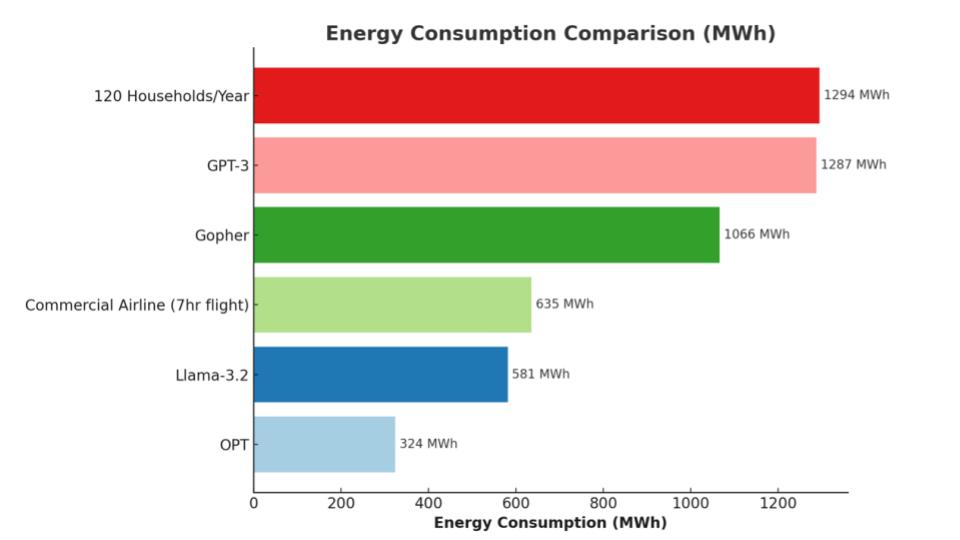 Energy Consumption Comparison (MWh)
120 Households/Year
1294 MWh
GPT-3
1287 MWh
Gopher
1066 MWh
Commercial Airline (7hr flight)
635 MWh
Llama-3.2
581 MWh
OPT
324 MWh
0 200 400 600 800 1000 1200
Energy Consumption (MWh)